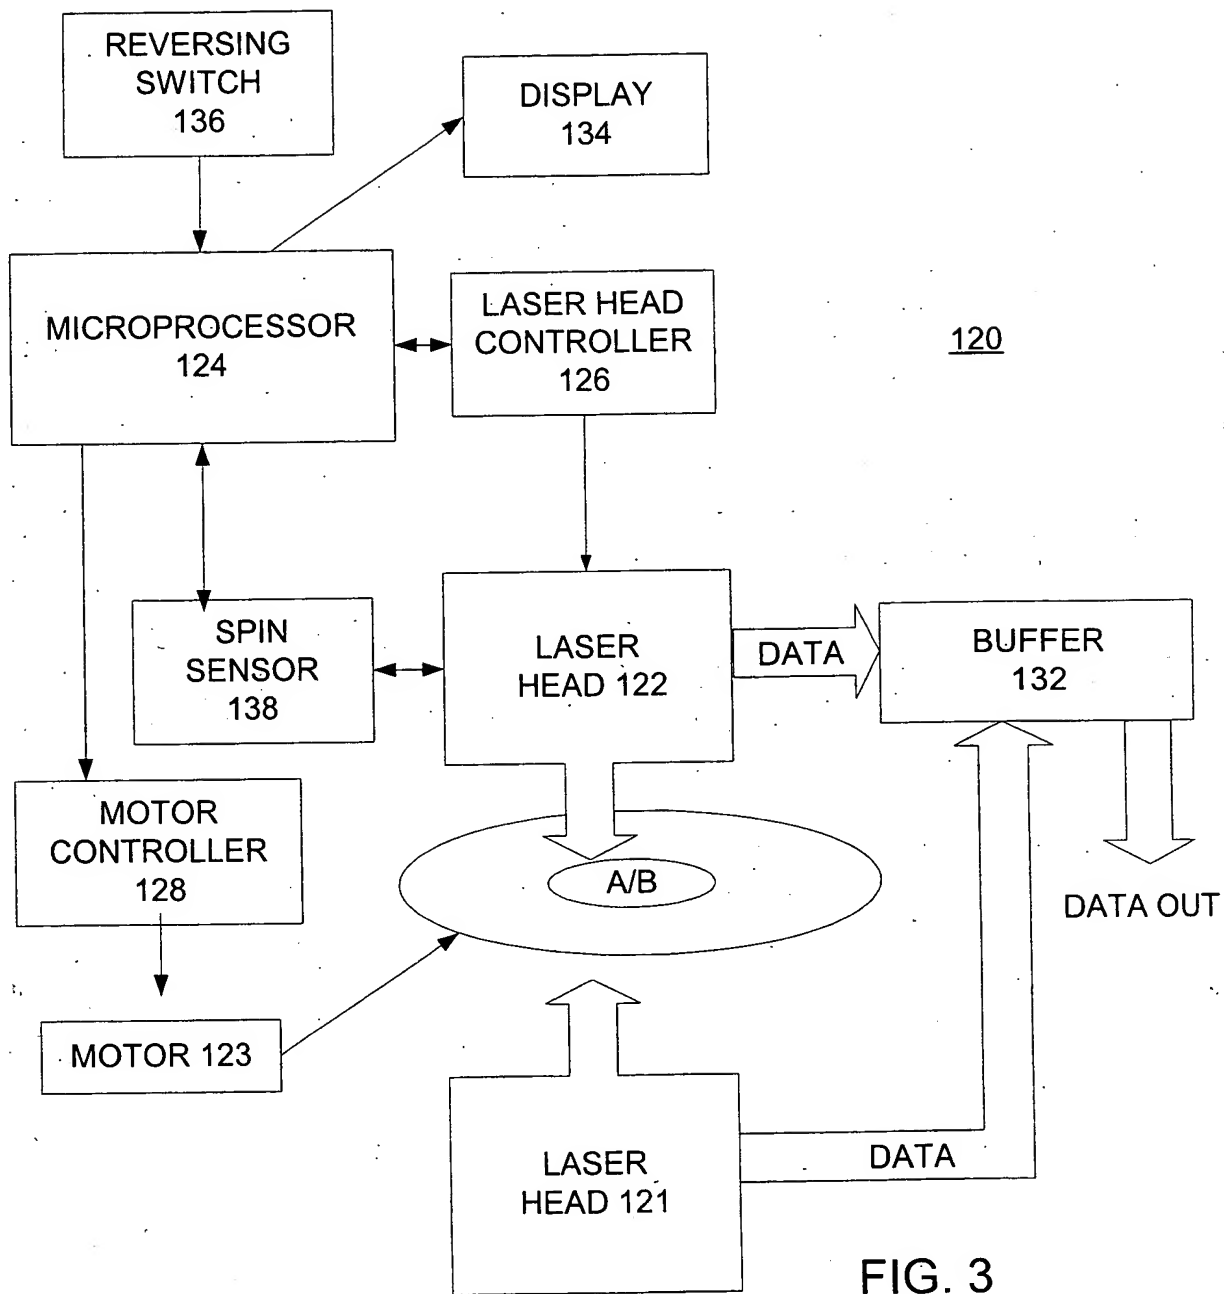 REVERSING
SWITCH
136
DISPLAY
134
MICROPROCESSOR
124
LASER HEAD
CONTROLLER
126
120
SPIN
SENSOR
138
LASER
HEAD 122
DATA
BUFFER
132
MOTOR
CONTROLLER
128
A/B
DATA OUT
MOTOR 123
LASER
HEAD 121
DATA
FIG. 3